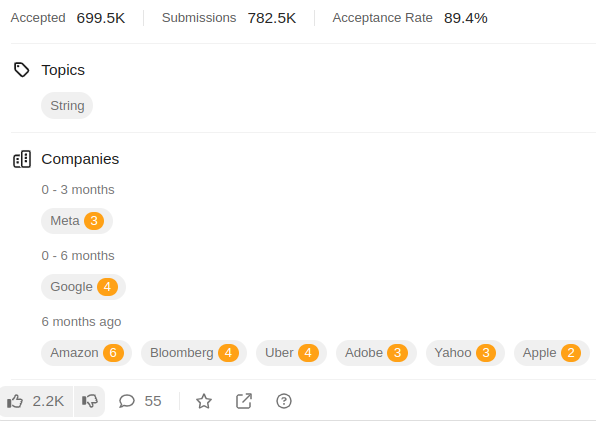 Accepted 699.5K Submissions 782.5K Acceptance Rate 89.4%
Topics
String
Companies
0 - 3 months
Meta 3
0 - 6 months
Google 4
6 months ago
Amazon 6 Bloomberg 4 Uber 4 Adobe 3 Yahoo 3 Apple 2
2.2K 55